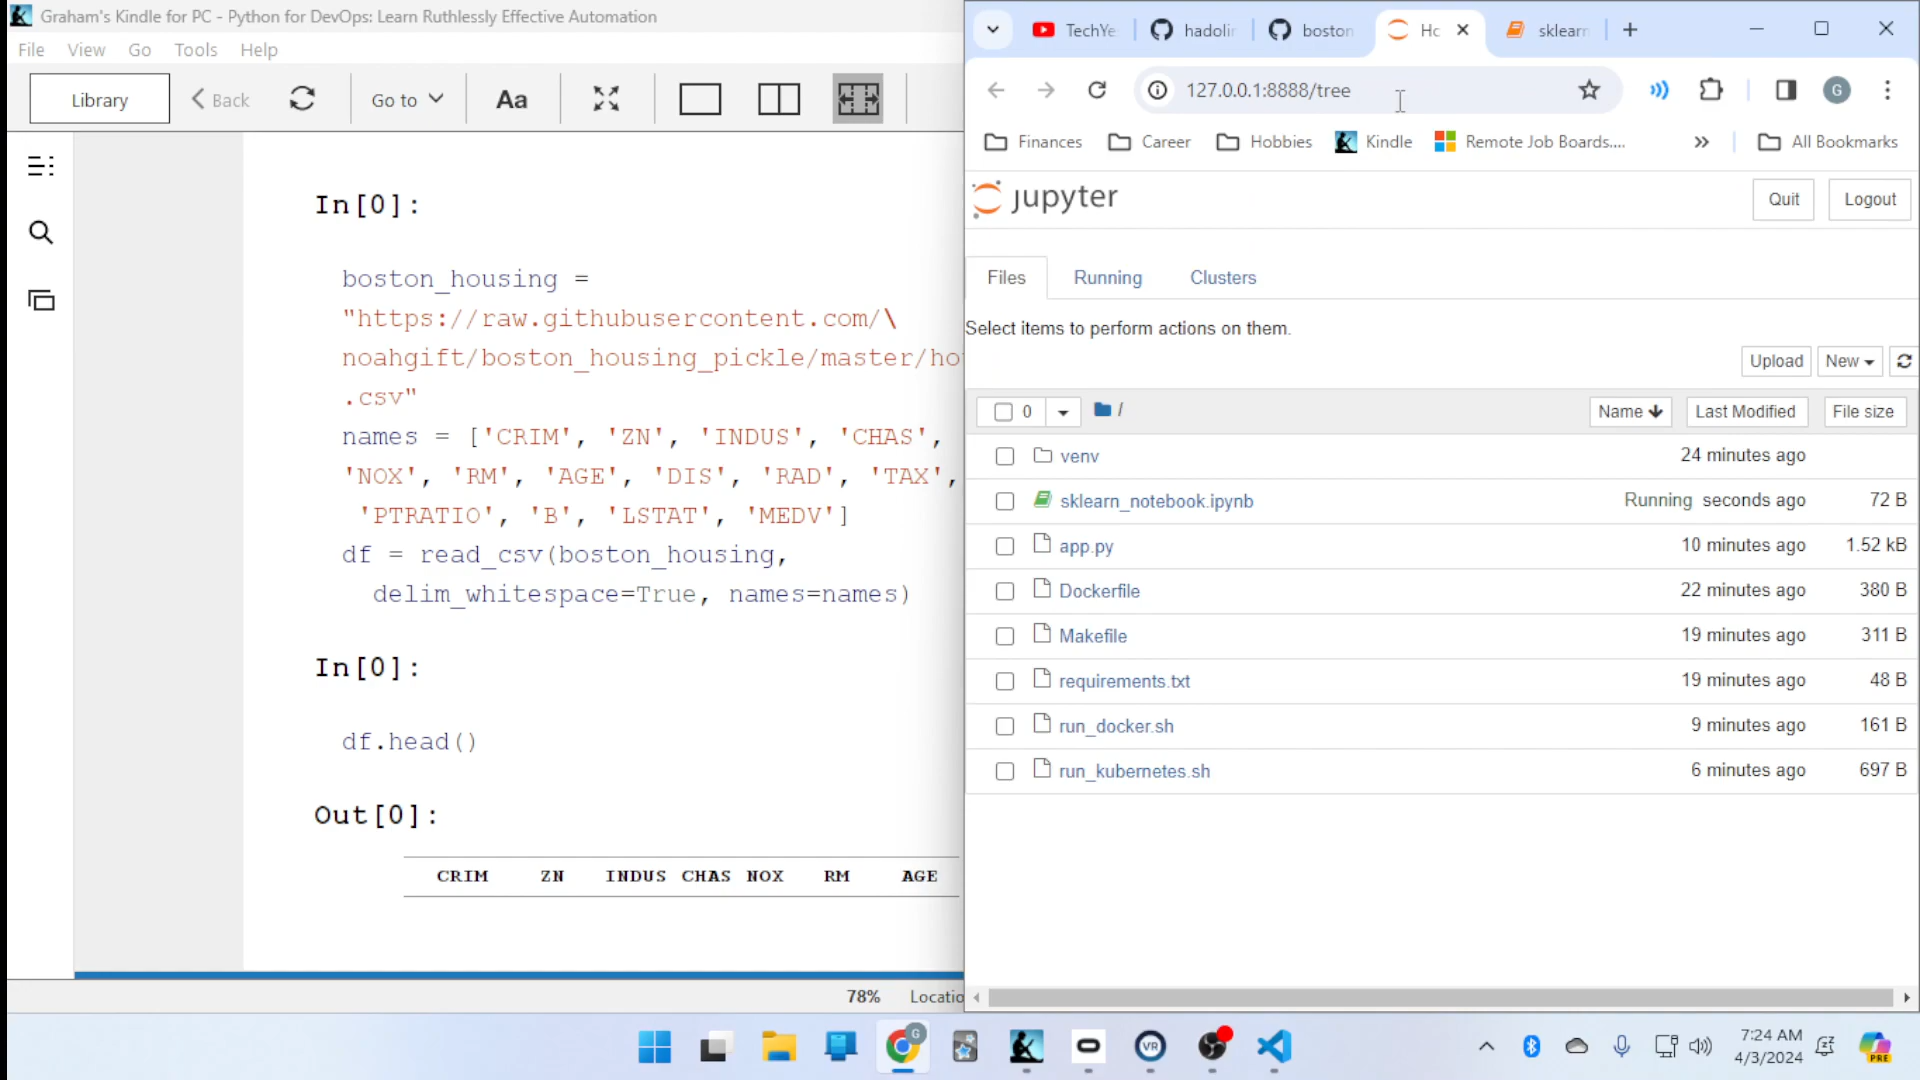 Graham's Kindle for PC - Python for DevOps: Learn Ruthlessly Effective Automation
File View Go Tools Help
Library Back Go to Aa
In[0]:
boston_housing =
"https://raw.githubusercontent.com/\
noahgift/boston_housing_pickle/master/ho
.csv"
names = ['CRIM', 'ZN', 'INDUS', 'CHAS',
'NOX', 'RM', 'AGE', 'DIS', 'RAD', 'TAX',
'PTRATIO', 'B', 'LSTAT', 'MEDV']
df = read_csv(boston_housing,
delim_whitespace=True, names=names)
In[0]:
df.head()
Out[0]:
CRIM ZN INDUS CHAS NOX RM AGE
78% Locatio
TechYe hadolin boston Ho sklearn
127.0.0.1:8888/tree G
Finances Career Hobbies Kindle Remote Job Boards.... All Bookmarks
jupyter Quit Logout
Files Running Clusters
Select items to perform actions on them.
Upload New
0 / Name Last Modified File size
venv 24 minutes ago
sklearn_notebook.ipynb Running seconds ago 72 B
app.py 10 minutes ago 1.52 kB
Dockerfile 22 minutes ago 380 B
Makefile 19 minutes ago 311 B
requirements.txt 19 minutes ago 48 B
run_docker.sh 9 minutes ago 161 B
run_kubernetes.sh 6 minutes ago 697 B
G VR PRE
7:24 AM
4/3/2024